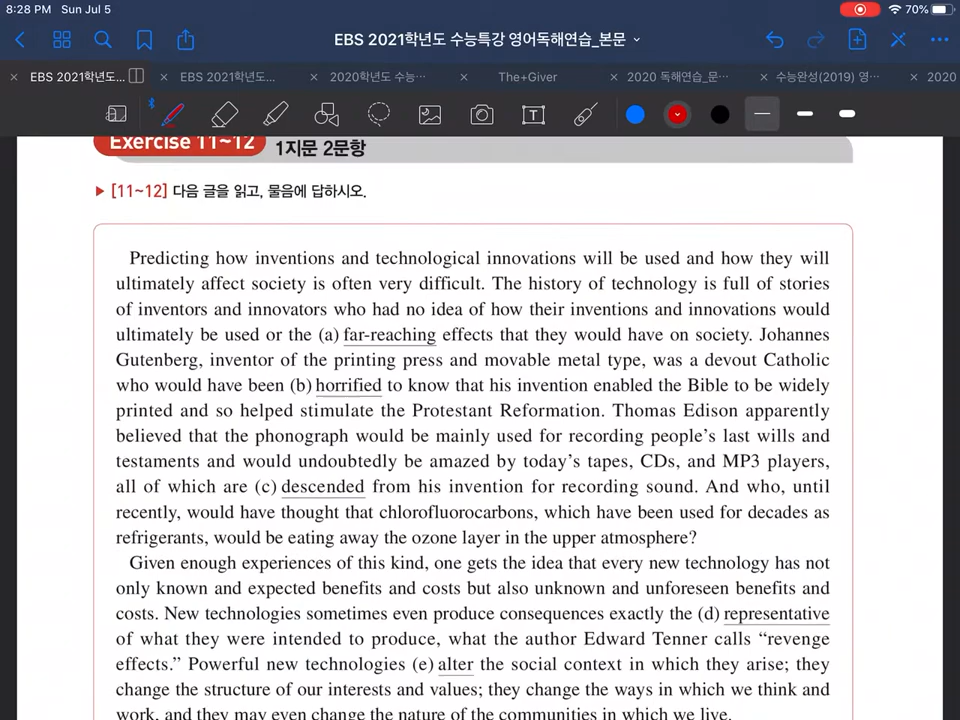 8:28 PM Sun Jul 5
70%
EBS 2021학년도 수능특강 영어독해연습_본문
EBS 2021학년도...
EBS 2021학년도...
2020학년도 수능...
The+Giver
2020 독해연습_문...
수능완성(2019) 영...
2020
Exercise 11~12 1지문 2문항
[11~12] 다음 글을 읽고, 물음에 답하시오.
Predicting how inventions and technological innovations will be used and how they will
ultimately affect society is often very difficult. The history of technology is full of stories
of inventors and innovators who had no idea of how their inventions and innovations would
ultimately be used or the (a) far-reaching effects that they would have on society. Johannes
Gutenberg, inventor of the printing press and movable metal type, was a devout Catholic
who would have been (b) horrified to know that his invention enabled the Bible to be widely
printed and so helped stimulate the Protestant Reformation. Thomas Edison apparently
believed that the phonograph would be mainly used for recording people's last wills and
testaments and would undoubtedly be amazed by today's tapes, CDs, and MP3 players,
all of which are (c) descended from his invention for recording sound. And who, until
recently, would have thought that chlorofluorocarbons, which have been used for decades as
refrigerants, would be eating away the ozone layer in the upper atmosphere?
Given enough experiences of this kind, one gets the idea that every new technology has not
only known and expected benefits and costs but also unknown and unforeseen benefits and
costs. New technologies sometimes even produce consequences exactly the (d) representative
of what they were intended to produce, what the author Edward Tenner calls "revenge
effects." Powerful new technologies (e) alter the social context in which they arise; they
change the structure of our interests and values; they change the ways in which we think and
work, and they may even change the nature of the communities in which we live.